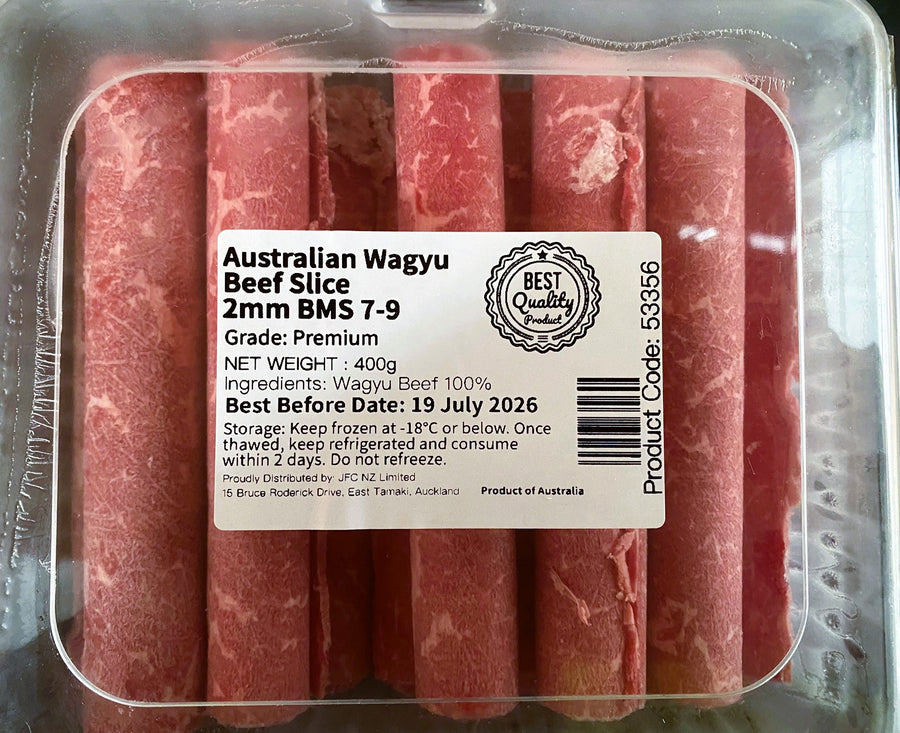 Australian Wagyu
Beef Slice
2mm BMS 7-9
Grade: Premium
NET WEIGHT : 400g
Ingredients: Wagyu Beef 100%
Best Before Date: 19 July 2026
Storage: Keep frozen at -18°C or below. Once
thawed, keep refrigerated and consume
within 2 days. Do not refreeze.
Proudly Distributed by: JFC NZ Limited
15 Bruce Roderick Drive, East Tamaki, Auckland
Product of Australia
BEST
Quality
Product
Product Code: 53356